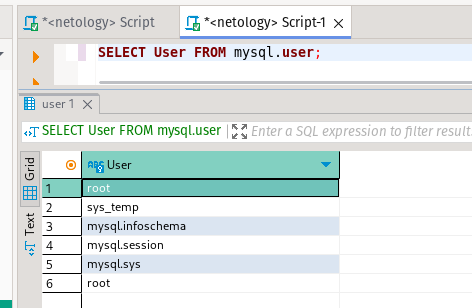 *<netology> Script
*<netology> Script-1
SELECT User FROM mysql.user;
user 1
SELECT User FROM mysql.user
Enter a SQL expression to filter result
Grid
Text
ABC User
1 root
2 sys_temp
3 mysql.infoschema
4 mysql.session
5 mysql.sys
6 root